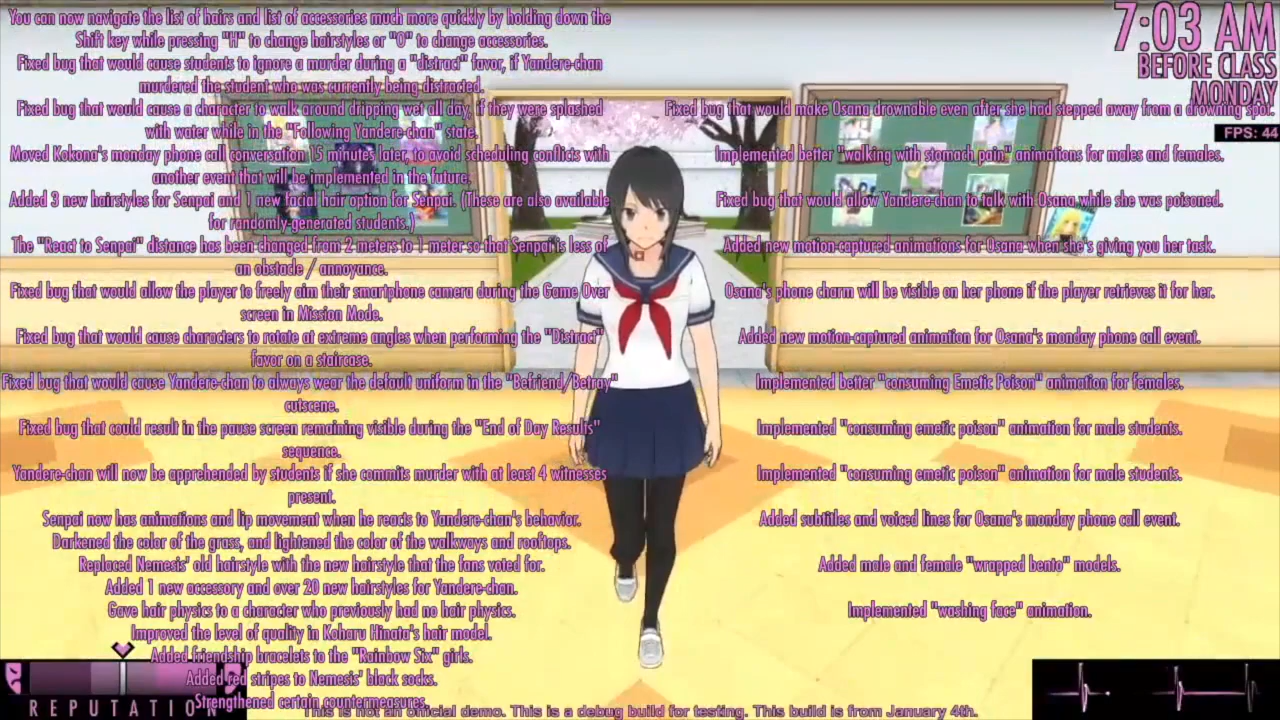 You can now navigate the list of hairs and list of accessories much more quickly by holding down the
Shift key while pressing "H" to change hairstyles or "O" to change accessories.
Fixed bug that would cause students to ignore a murder during a "distract" favor, if Yandere-chan
murdered the student who was currently being distracted.
Fixed bug that would cause a character to walk around dripping wet all day, if they were splashed
with water while in the "Following Yandere-chan" state.
Moved Kokona's monday phone call conversation 15 minutes later, to avoid scheduling conflicts with
another event that will be implemented in the future.
Added 3 new hairstyles for Senpai and 1 new facial hair option for Senpai. (These are also available
for randomly-generated students.)
The "React to Senpai" distance has been changed from 2 meters to 1 meter so that Senpai is less of
an obstacle / annoyance.
Fixed bug that would allow the player to freely aim their smartphone camera during the Game Over
screen in Mission Mode.
Fixed bug that would cause characters to rotate at extreme angles when performing the "Distract"
favor on a staircase.
Fixed bug that would cause Yandere-chan to always wear the default uniform in the "Befriend/Betray"
cutscene.
Fixed bug that could result in the pause screen remaining visible during the "End of Day Results"
sequence.
Yandere-chan will now be apprehended by students if she commits murder with at least 4 witnesses
present.
Senpai now has animations and lip movement when he reacts to Yandere-chan's behavior.
Darkened the color of the grass, and lightened the color of the walkways and rooftops.
Replaced Nemesis' old hairstyle with the new hairstyle that the fans voted for.
Added 1 new accessory and over 20 new hairstyles for Yandere-chan.
Gave hair physics to a character who previously had no hair physics.
Improved the level of quality in Koharu Hinata's hair model.
Added friendship bracelets to the "Rainbow Six" girls.
Added red stripes to Nemesis' black socks.
Strengthened certain countermeasures.
7:03 AM
BEFORE CLASS
MONDAY
FPS: 44
Fixed bug that would make Osana drownable even after she had stepped away from a drowning spot.
Implemented better "walking with stomach pain" animations for males and females.
Fixed bug that would allow Yandere-chan to talk with Osana while she was poisoned.
Added new motion-captured animations for Osana when she's giving you her task.
Osana's phone charm will be visible on her phone if the player retrieves it for her.
Added new motion-captured animation for Osana's monday phone call event.
Implemented better "consuming Emetic Poison" animation for females.
Implemented "consuming emetic poison" animation for male students.
Implemented "consuming emetic poison" animation for male students.
Added subtitles and voiced lines for Osana's monday phone call event.
Added male and female "wrapped bento" models.
Implemented "washing face" animation.
REPUTATION
This is not an official demo. This is a debug build for testing. This build is from January 4th.